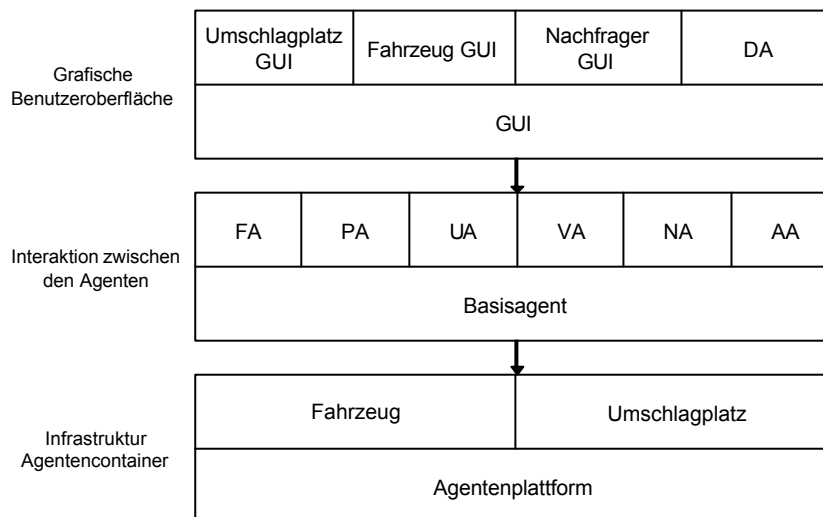 Umschlagplatz
GUI
Fahrzeug GUI
Nachfrager
GUI
DA
Grafische
Benutzeroberfläche
GUI
FA
PA
UA
VA
NA
AA
Interaktion zwischen
den Agenten
Basisagent
Fahrzeug
Umschlagplatz
Infrastruktur
Agentencontainer
Agentenplattform